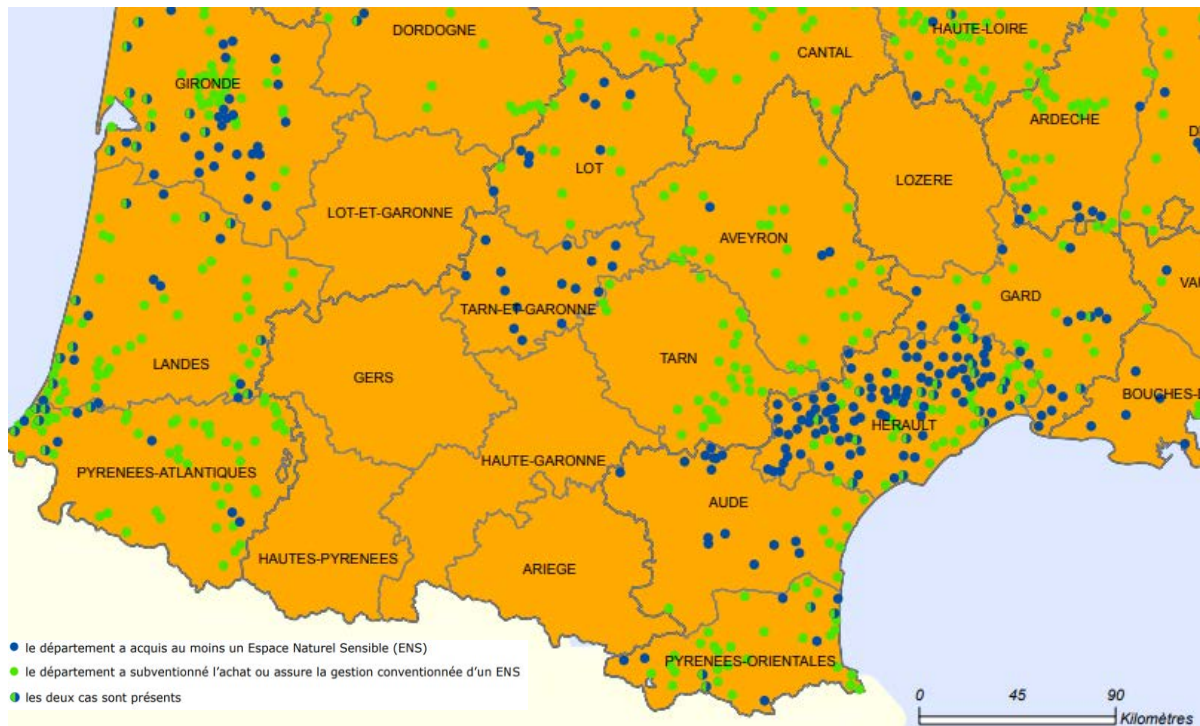 DORDOGNE
CANTAL
HAUTE-LOIRE
GIRONDE
ARDECHE
LOT
LOZERE
LOT-ET-GARONNE
AVEYRON
GARD
TARN-ET-GARONNE
TARN
LANDES
GERS
BOUCHES-D
HERAULT
HAUTE-GARONNE
PYRENEES-ATLANTIQUES
AUDE
HAUTES-PYRENEES
ARIEGE
PYRENEES-ORIENTALES
le département a acquis au moins un Espace Naturel Sensible (ENS)
le département a subventionné l'achat ou assure la gestion conventionnée d'un ENS
les deux cas sont présents
0 45 90
Kilomètres